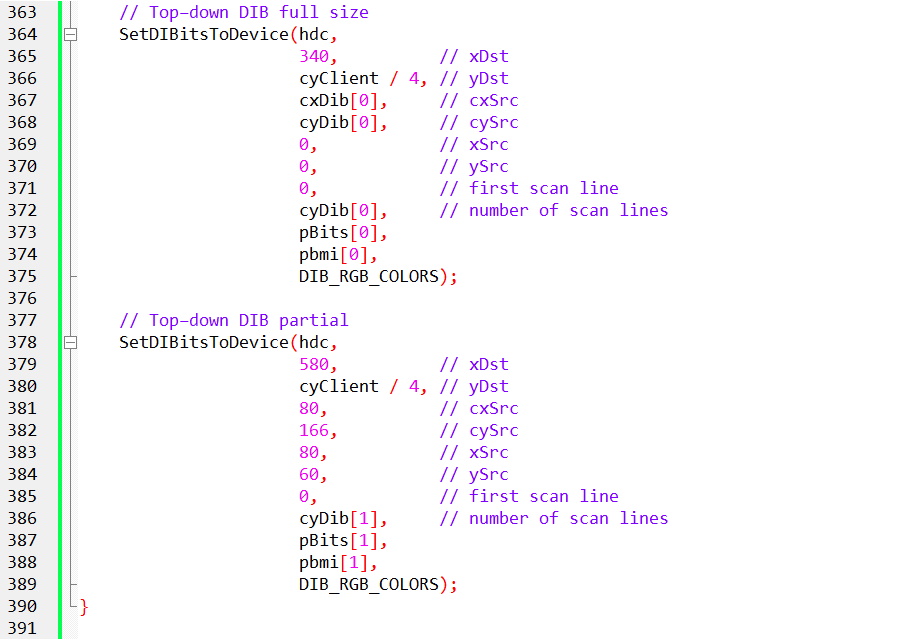 363     // Top-down DIB full size
364     SetDIBitsToDevice(hdc,
365                       340,          // xDst
366                       cyClient / 4, // yDst
367                       cxDib[0],     // cxSrc
368                       cyDib[0],     // cySrc
369                       0,            // xSrc
370                       0,            // ySrc
371                       0,            // first scan line
372                       cyDib[0],     // number of scan lines
373                       pBits[0],
374                       pbmi[0],
375                       DIB_RGB_COLORS);
376
377     // Top-down DIB partial
378     SetDIBitsToDevice(hdc,
379                       580,          // xDst
380                       cyClient / 4, // yDst
381                       80,           // cxSrc
382                       166,          // cySrc
383                       80,           // xSrc
384                       60,           // ySrc
385                       0,            // first scan line
386                       cyDib[1],     // number of scan lines
387                       pBits[1],
388                       pbmi[1],
389                       DIB_RGB_COLORS);
390 }
391